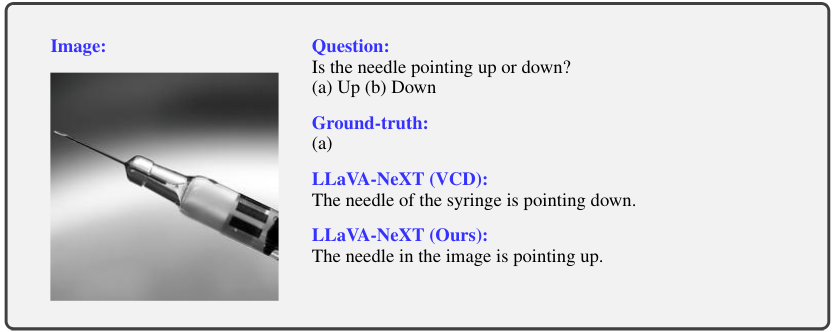 Image:
Question:
Is the needle pointing up or down?
(a) Up (b) Down
Ground-truth:
(a)
LLaVA-NeXT (VCD):
The needle of the syringe is pointing down.
LLaVA-NeXT (Ours):
The needle in the image is pointing up.